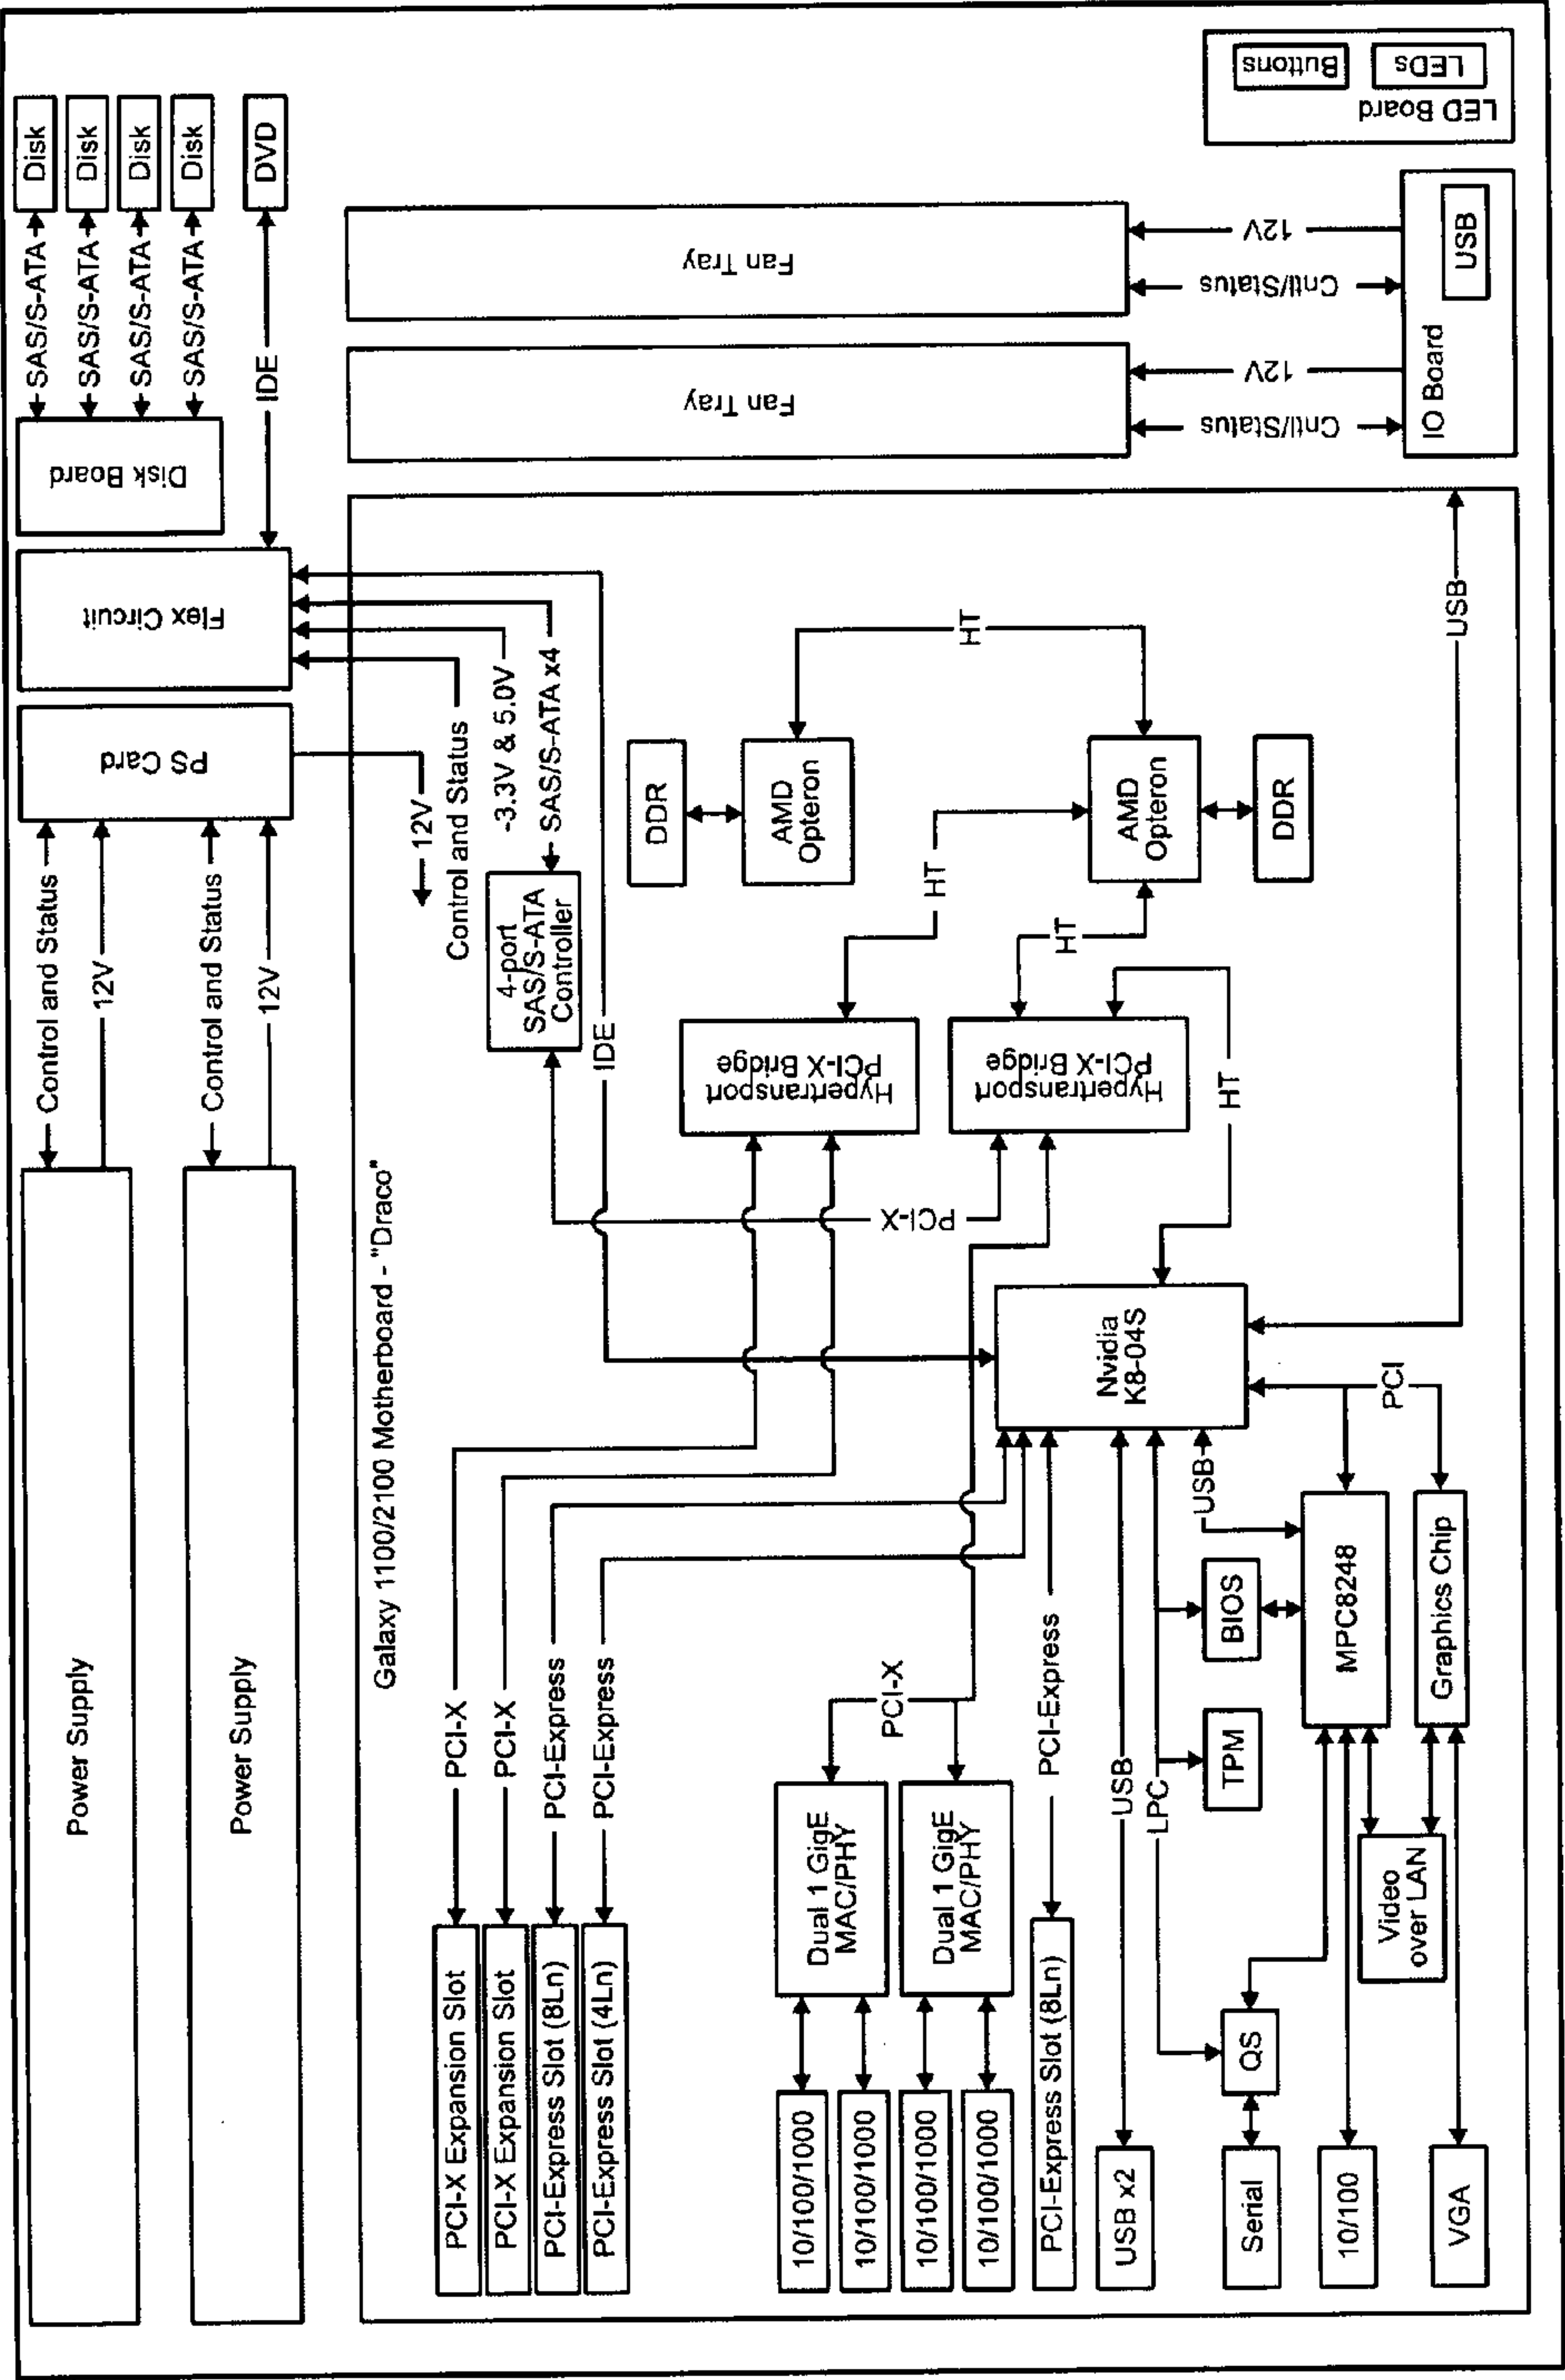 Power Supply
Power Supply
Control and Status
12V
Control and Status
12V
PS Card
Flex Circuit
Disk Board
SAS/S-ATA
SAS/S-ATA
SAS/S-ATA
SAS/S-ATA
Disk
Disk
Disk
Disk
IDE
DVD
Galaxy 1100/2100 Motherboard - "Draco"
12V
Control and Status
-3.3V & 5.0V
SAS/S-ATA x4
4-port
SAS/S-ATA
Controller
IDE
PCI-X Expansion Slot
PCI-X
PCI-X Expansion Slot
PCI-X
PCI-Express Slot (8Ln)
PCI-Express
PCI-Express Slot (4Ln)
PCI-Express
DDR
AMD
Opteron
HT
AMD
Opteron
DDR
HT
HT
Hypertransport
PCI-X Bridge
Hypertransport
PCI-X Bridge
HT
PCI-X
Nvidia
K8-04S
10/100/1000
10/100/1000
10/100/1000
10/100/1000
Dual 1 GigE
MAC/PHY
Dual 1 GigE
MAC/PHY
PCI-X
PCI-Express Slot (8Ln)
PCI-Express
USB x2
USB
LPC
TPM
BIOS
USB
PCI
Serial
QS
MPC8248
10/100
Video
over LAN
Graphics Chip
VGA
USB
Fan Tray
Fan Tray
Cntl/Status
12V
Cntl/Status
12V
IO Board
USB
LED Board
Buttons
LEDs